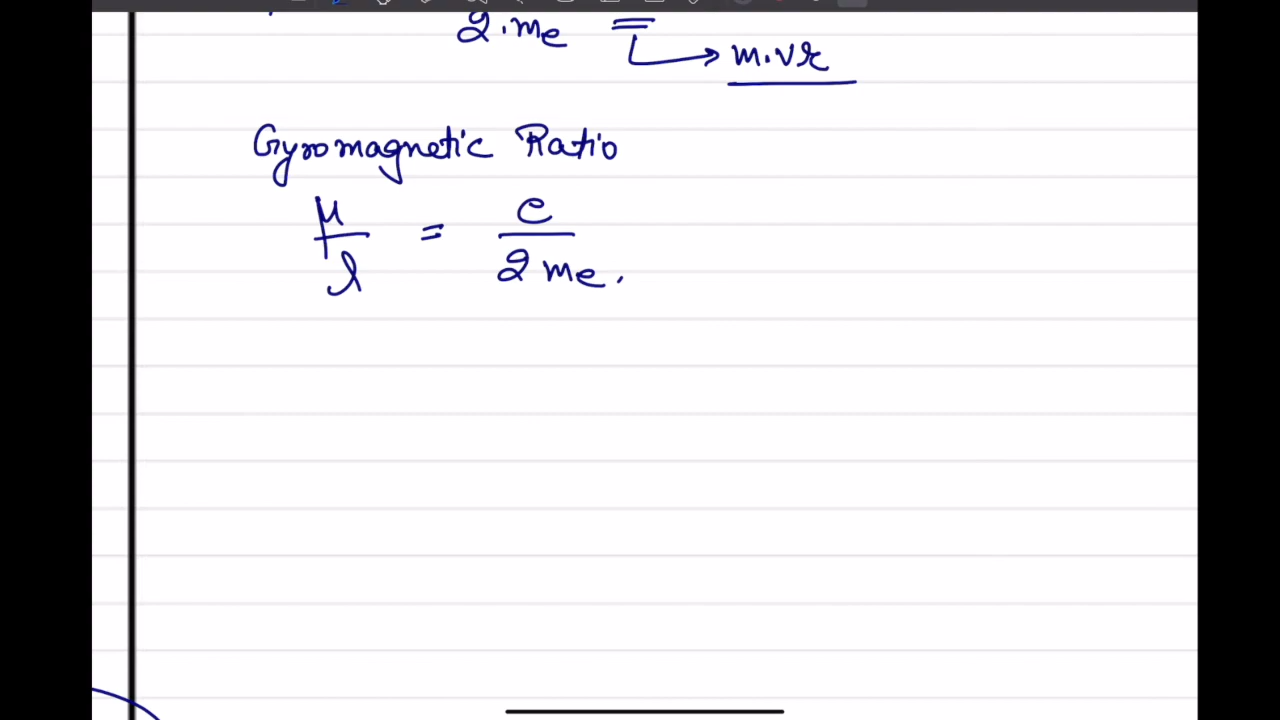 2.me
m.vr
Gyromagnetic Ratio
μ/l = e/2me.